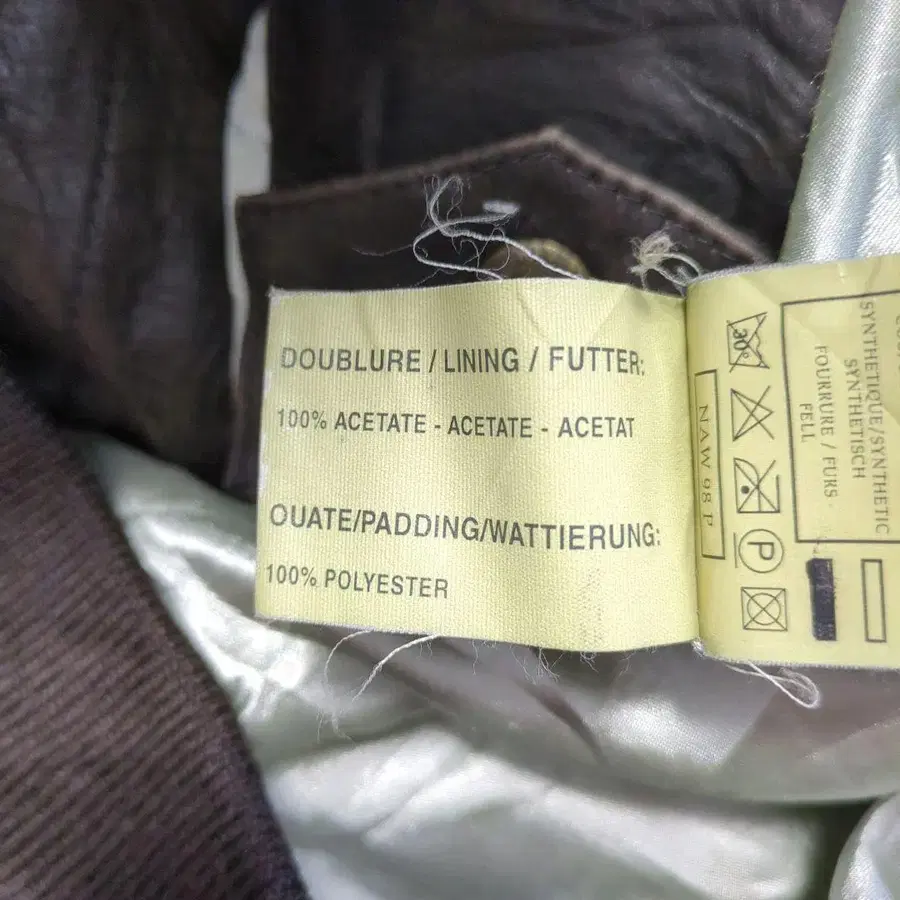 DOUBLURE / LINING / FUTTER:
100% ACETATE - ACETATE - ACETAT
OUATE/PADDING/WATTIERUNG:
100% POLYESTER
NAW 98 P
30°
P
SYNTHETIQUE/SYNTHETIC
SYNTHETISCH
FOURRURE / FURS
FELL